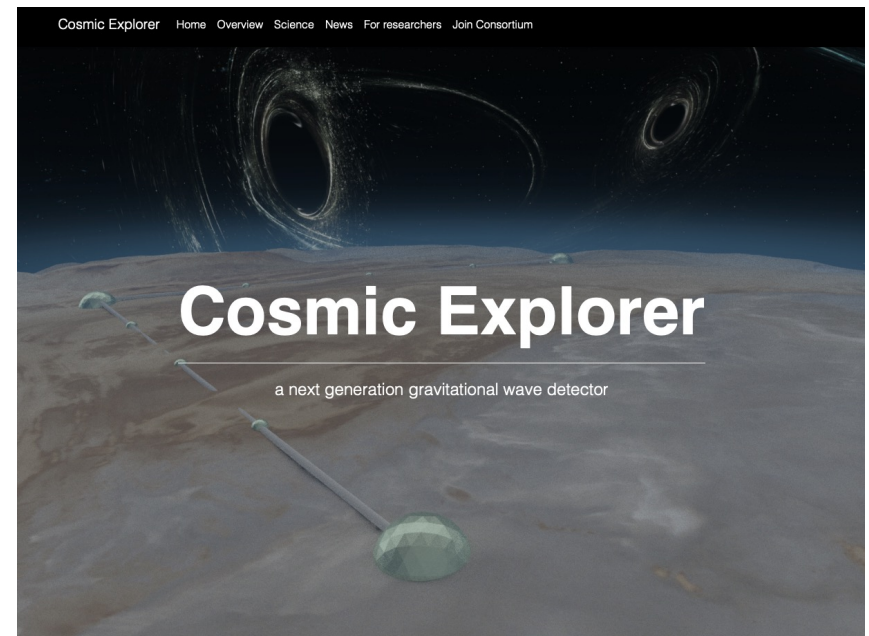 Cosmic Explorer Home Overview Science News For researchers Join Consortium
Cosmic Explorer
a next generation gravitational wave detector